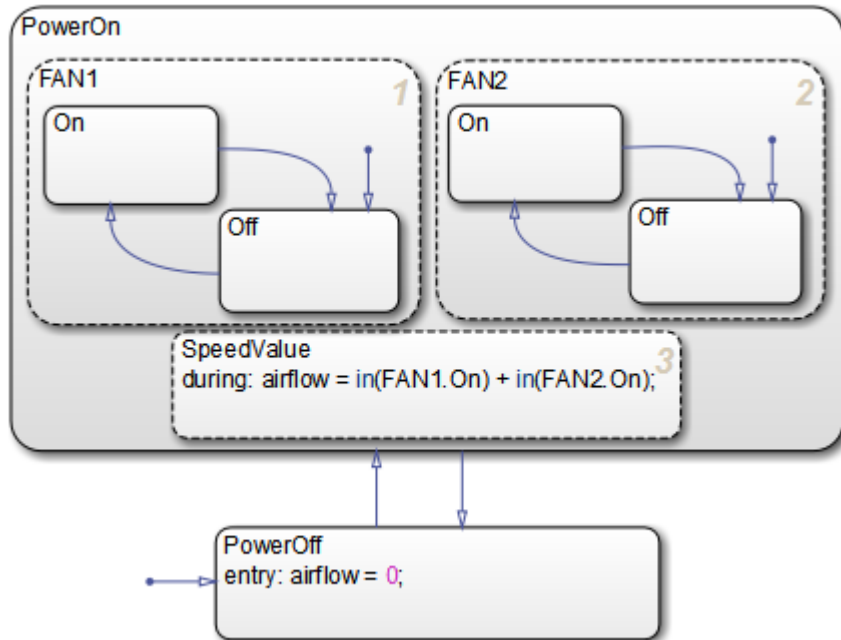 PowerOn
FAN1
1
On
Off
FAN2
2
On
Off
SpeedValue
3
during: airflow = in(FAN1.On) + in(FAN2.On);
PowerOff
entry: airflow = 0;